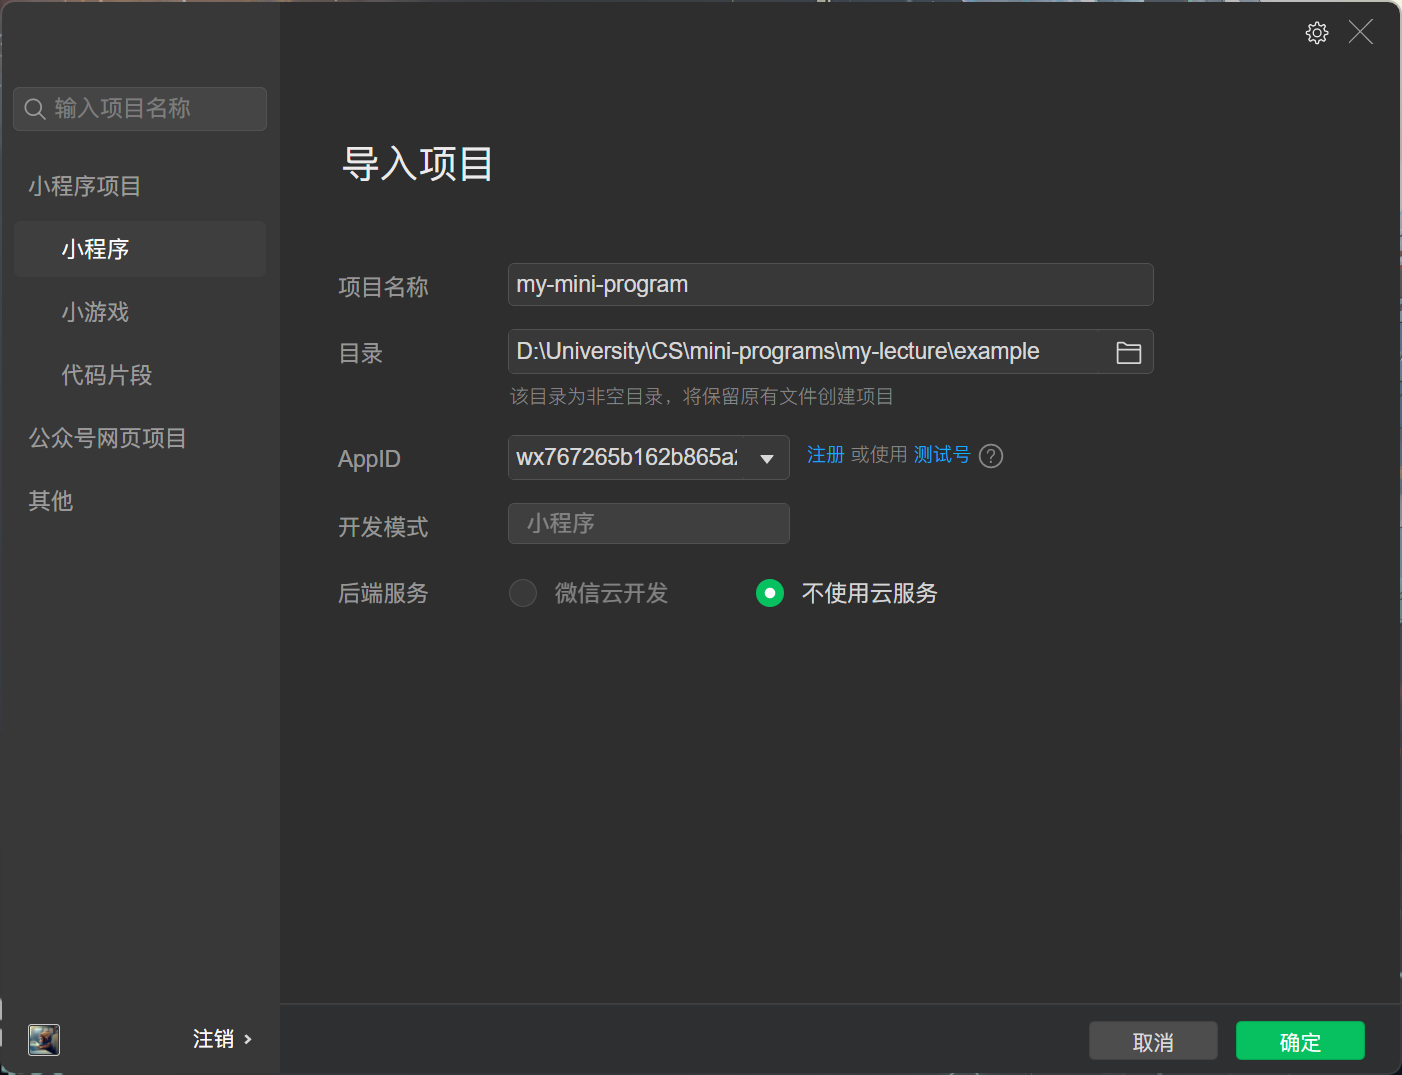 输入项目名称
小程序项目
小程序
小游戏
代码片段
公众号网页项目
其他
注销
导入项目
项目名称
my-mini-program
目录
D:\University\CS\mini-programs\my-lecture\example
该目录为非空目录，将保留原有文件创建项目
AppID
wx767265b162b865a
注册 或使用 测试号 ?
开发模式
小程序
后端服务
微信云开发
不使用云服务
取消
确定